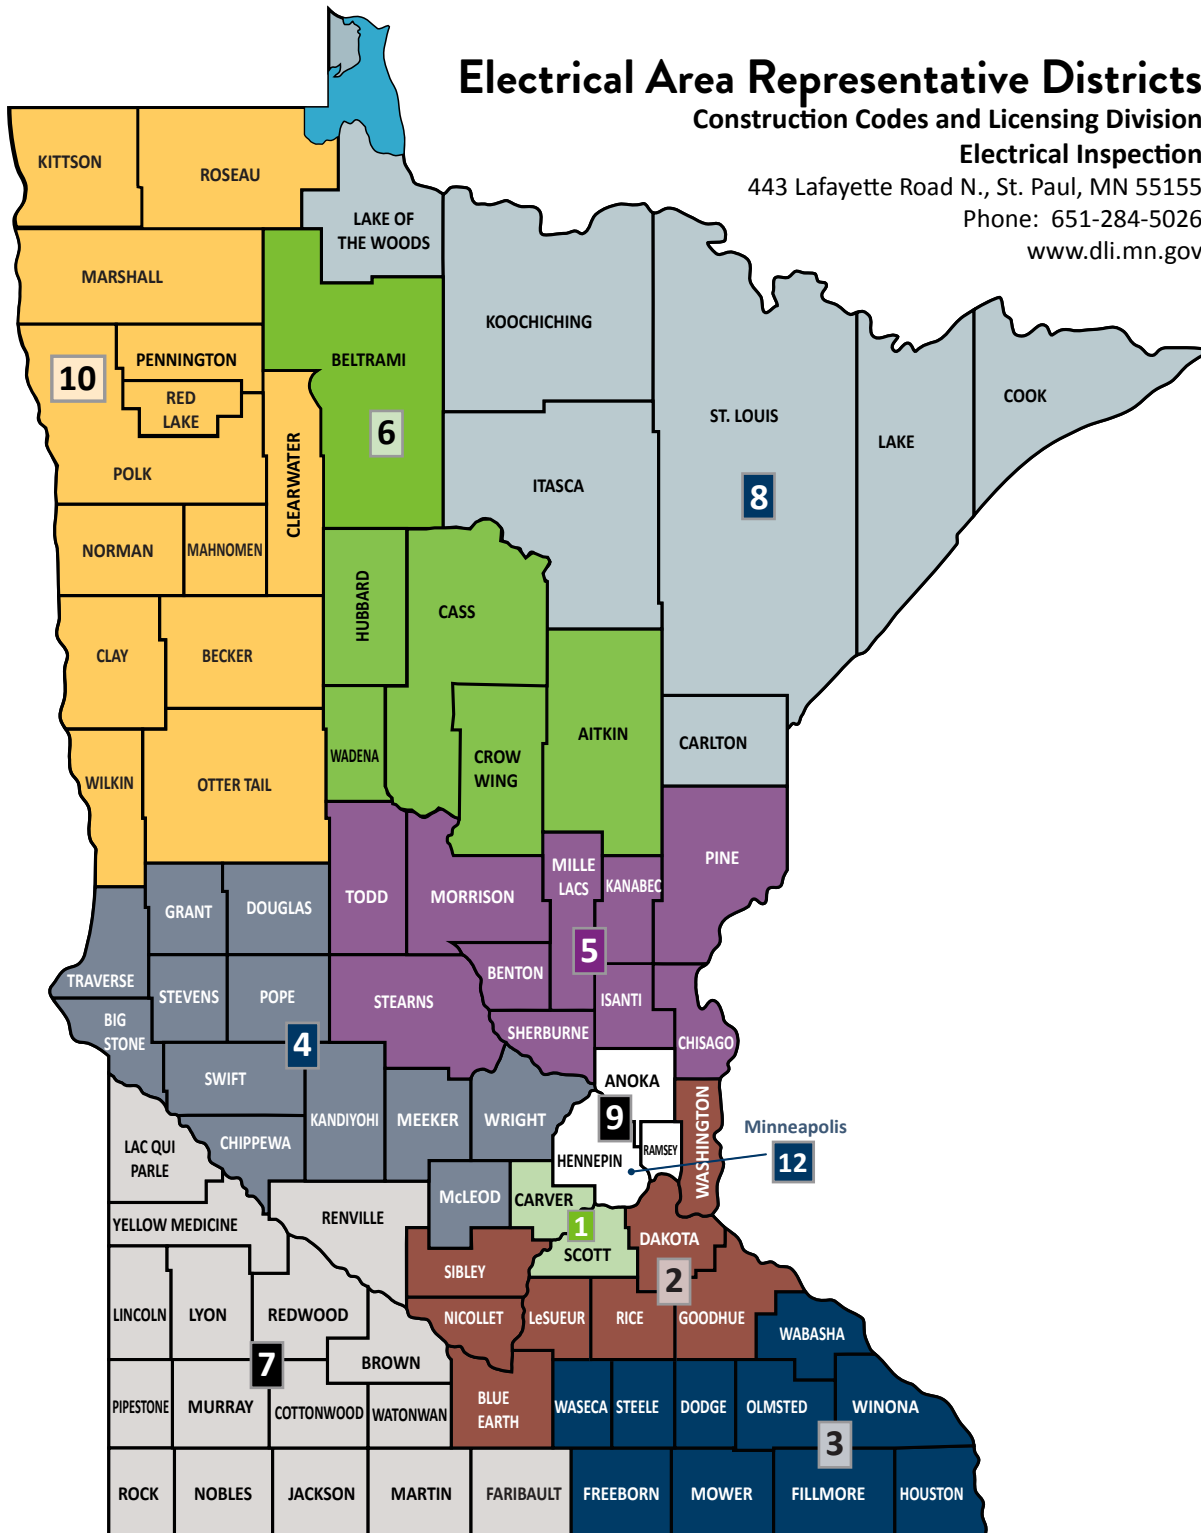 Electrical Area Representative Districts
Construction Codes and Licensing Division
Electrical Inspection
443 Lafayette Road N., St. Paul, MN 55155
Phone: 651-284-5026
www.dli.mn.gov
KITTSON
ROSEAU
LAKE OF
THE WOODS
MARSHALL
KOOCHICHING
PENNINGTON
BELTRAMI
10
RED
LAKE
COOK
ST. LOUIS
6
LAKE
POLK
CLEARWATER
ITASCA
8
NORMAN
MAHNOMEN
HUBBARD
CASS
CLAY
BECKER
AITKIN
CARLTON
WADENA
CROW
WING
WILKIN
OTTER TAIL
PINE
MILLE
LACS
KANABEC
TODD
MORRISON
GRANT
DOUGLAS
5
TRAVERSE
BENTON
STEVENS
POPE
STEARNS
ISANTI
BIG
STONE
SHERBURNE
CHISAGO
4
SWIFT
ANOKA
9
KANDIYOHI
MEEKER
WRIGHT
WASHINGTON
Minneapolis
12
CHIPPEWA
LAC QUI
PARLE
RAMSEY
HENNEPIN
McLEOD
CARVER
YELLOW MEDICINE
RENVILLE
1
SCOTT
DAKOTA
SIBLEY
2
LINCOLN
LYON
REDWOOD
NICOLLET
LeSUEUR
RICE
GOODHUE
WABASHA
7
BROWN
PIPESTONE
MURRAY
COTTONWOOD
WATONWAN
BLUE
EARTH
WASECA
STEELE
DODGE
OLMSTED
WINONA
3
ROCK
NOBLES
JACKSON
MARTIN
FARIBAULT
FREEBORN
MOWER
FILLMORE
HOUSTON